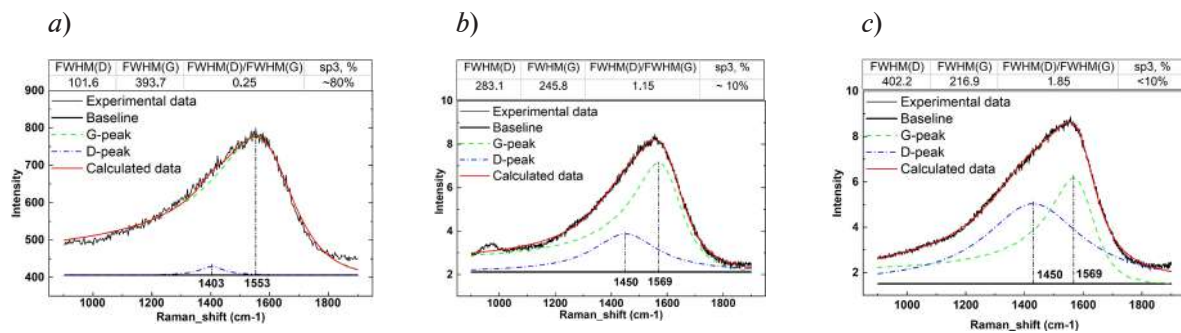 a)
FWHM(D) FWHM(G) FWHM(D)/FWHM(G) sp3, %
101.6 393.7 0.25 ~80%
900
800
700
600
500
400
Intensity
Experimental data
Baseline
G-peak
D-peak
Calculated data
1403 1553
1000 1200 1400 1600 1800
Raman_shift (cm-1)
b)
FWHM(D) FWHM(G) FWHM(D)/FWHM(G) sp3, %
283.1 245.8 1.15 ~ 10%
10
8
6
4
2
Intensity
Experimental data
Baseline
G-peak
D-peak
Calculated data
1450 1569
1000 1200 1400 1600 1800
Raman_shift (cm-1)
c)
FWHM(D) FWHM(G) FWHM(D)/FWHM(G) sp3, %
402.2 216.9 1.85 <10%
10
8
6
4
2
Intensity
Experimental data
Baseline
G-peak
D-peak
Calculated data
1450 1569
1000 1200 1400 1600 1800
Raman_shift (cm-1)